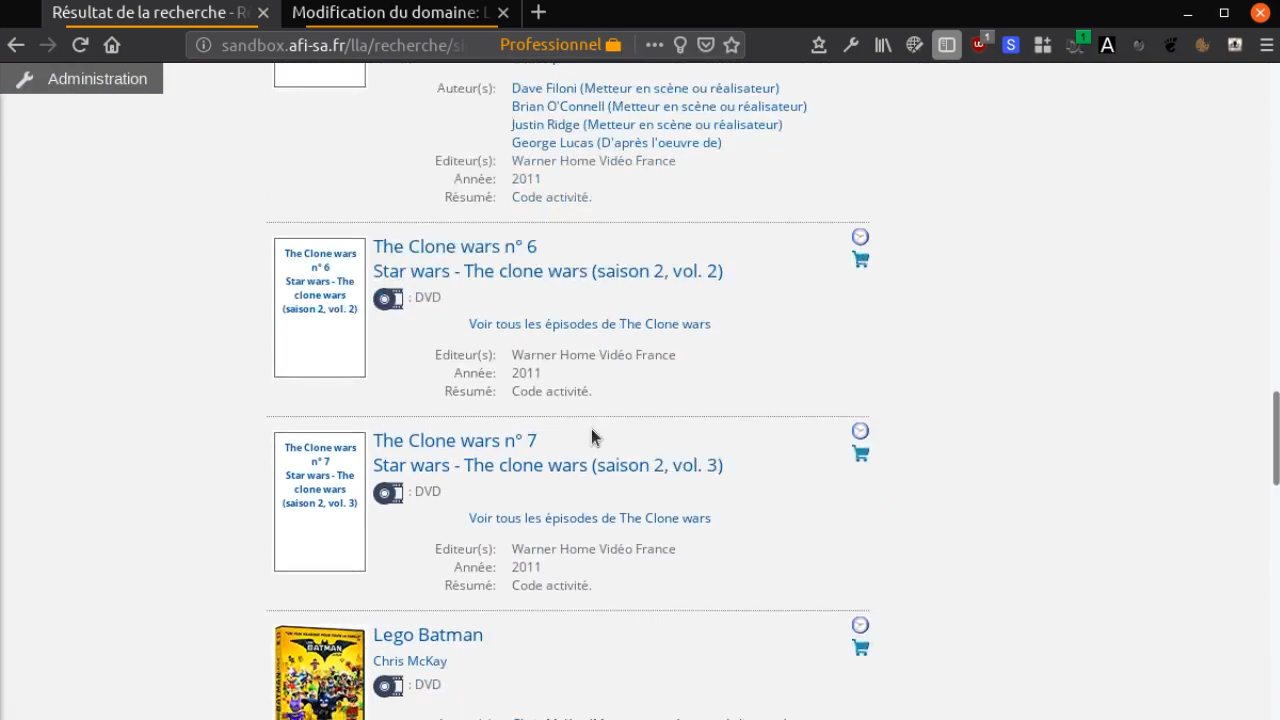 Résultat de la recherche - R
Modification du domaine: L
sandbox.afi-sa.fr/lla/recherche/si
Professionnel
1
S
1
A
Administration
Auteur(s): Dave Filoni (Metteur en scène ou réalisateur)
Brian O'Connell (Metteur en scène ou réalisateur)
Justin Ridge (Metteur en scène ou réalisateur)
George Lucas (D'après l'oeuvre de)
Editeur(s): Warner Home Vidéo France
Année: 2011
Résumé: Code activité.
The Clone wars
n° 6
Star wars - The
clone wars
(saison 2, vol. 2)
The Clone wars n° 6
Star wars - The clone wars (saison 2, vol. 2)
: DVD
Voir tous les épisodes de The Clone wars
Editeur(s): Warner Home Vidéo France
Année: 2011
Résumé: Code activité.
The Clone wars
n° 7
Star wars - The
clone wars
(saison 2, vol. 3)
The Clone wars n° 7
Star wars - The clone wars (saison 2, vol. 3)
: DVD
Voir tous les épisodes de The Clone wars
Editeur(s): Warner Home Vidéo France
Année: 2011
Résumé: Code activité.
BATMAN
Lego Batman
Chris McKay
: DVD